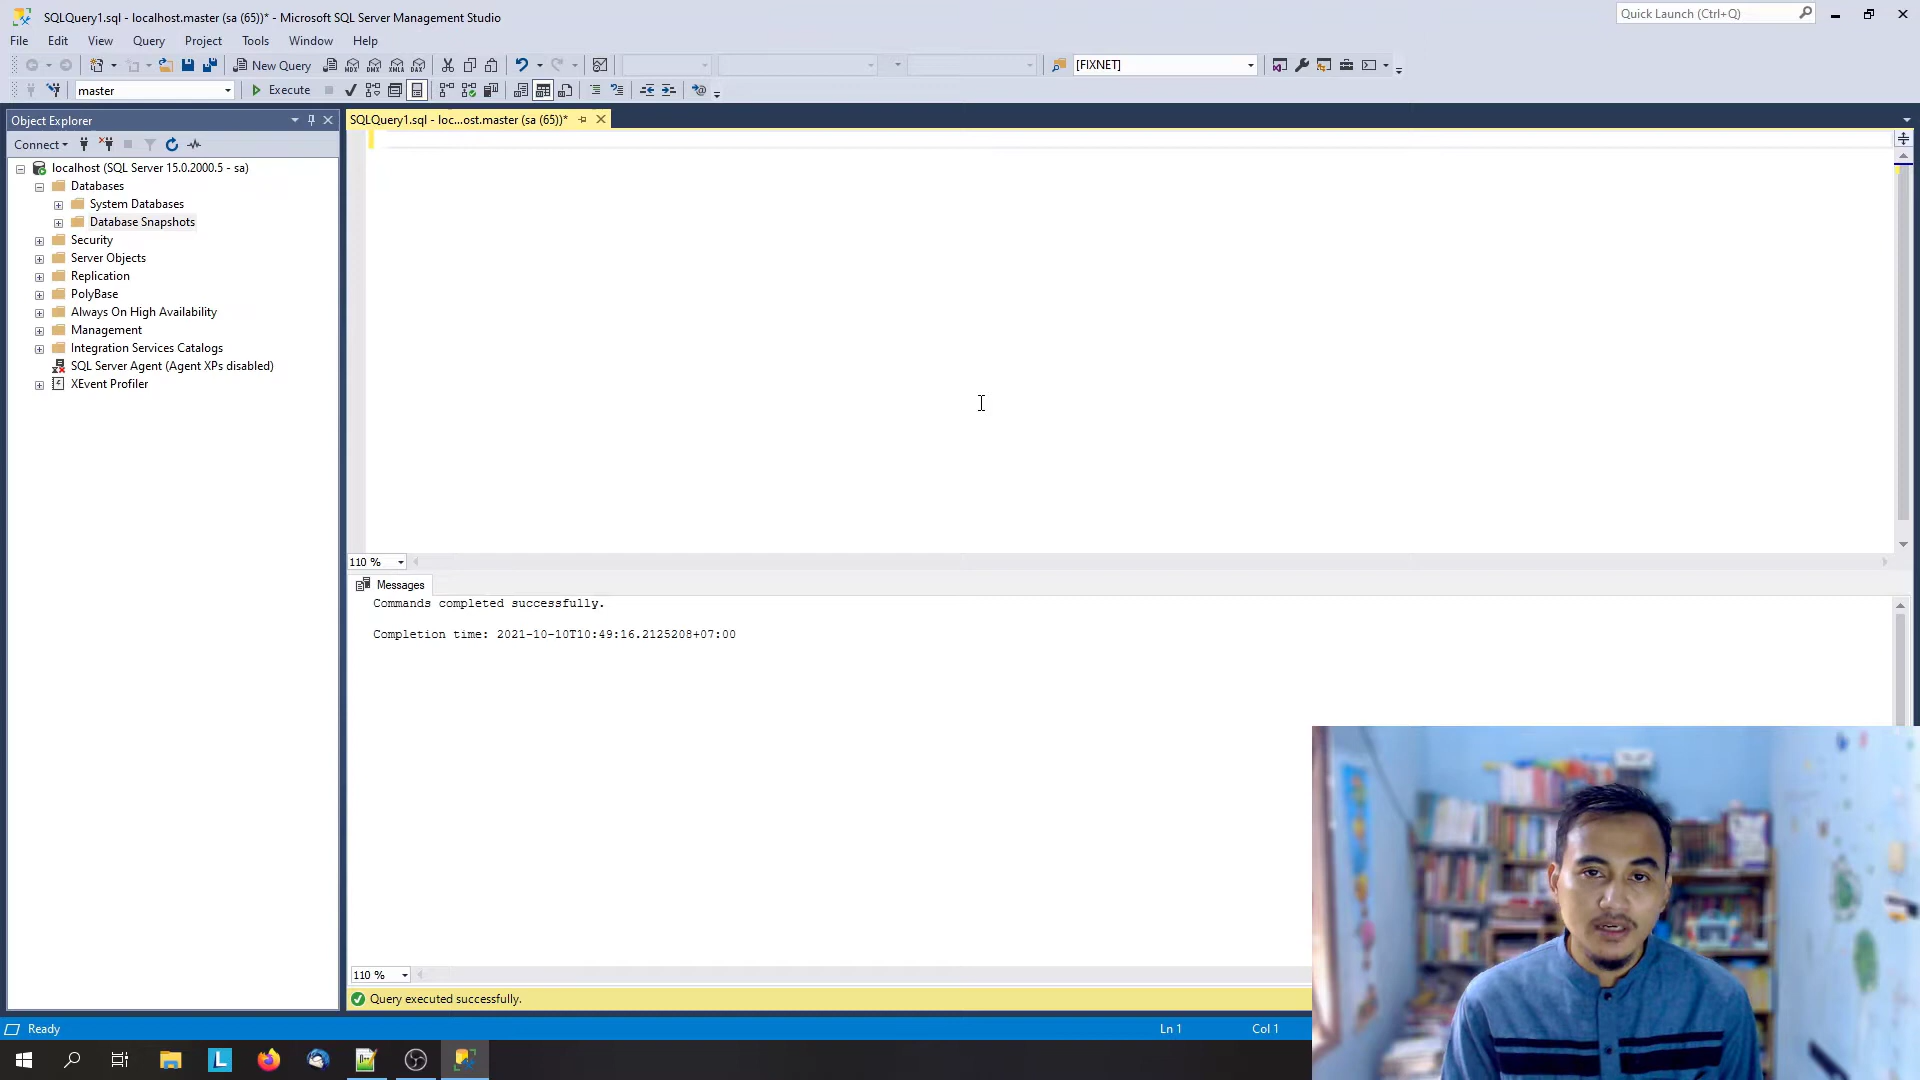 SQLQuery1.sql - localhost.master (sa (65))* - Microsoft SQL Server Management Studio
Quick Launch (Ctrl+Q)
File Edit View Query Project Tools Window Help
New Query
MDX DMX XMLA DAX
[FIXNET]
master
Execute
Object Explorer
SQLQuery1.sql - loc...ost.master (sa (65))*
Connect
localhost (SQL Server 15.0.2000.5 - sa)
Databases
System Databases
Database Snapshots
Security
Server Objects
Replication
PolyBase
Always On High Availability
Management
Integration Services Catalogs
SQL Server Agent (Agent XPs disabled)
XEvent Profiler
110 %
Messages
Commands completed successfully.
Completion time: 2021-10-10T10:49:16.2125208+07:00
110 %
Query executed successfully.
Ready
Ln 1
Col 1
L